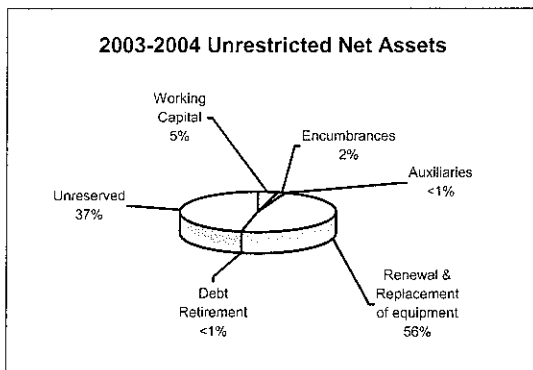 2003-2004 Unrestricted Net Assets
Working
Capital
5%
Encumbrances
2%
Auxiliaries
<1%
Unreserved
37%
Renewal &
Replacement
of equipment
56%
Debt
Retirement
<1%